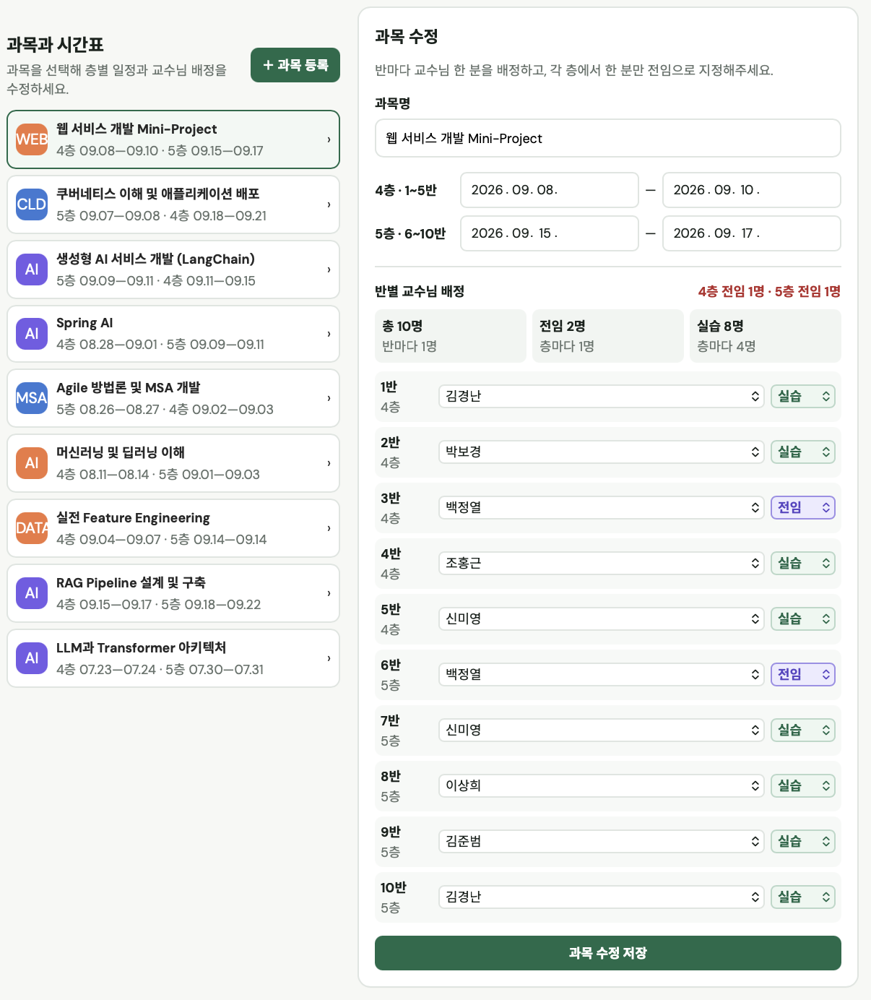 과목과 시간표
과목을 선택해 층별 일정과 교수님 배정을
수정하세요.
+ 과목 등록
WEB
웹 서비스 개발 Mini-Project
4층 09.08—09.10 · 5층 09.15—09.17
›
CLD
쿠버네티스 이해 및 애플리케이션 배포
5층 09.07—09.08 · 4층 09.18—09.21
›
AI
생성형 AI 서비스 개발 (LangChain)
5층 09.09—09.11 · 4층 09.11—09.15
›
AI
Spring AI
4층 08.28—09.01 · 5층 09.09—09.11
›
MSA
Agile 방법론 및 MSA 개발
5층 08.26—08.27 · 4층 09.02—09.03
›
AI
머신러닝 및 딥러닝 이해
4층 08.11—08.14 · 5층 09.01—09.03
›
DATA
실전 Feature Engineering
4층 09.04—09.07 · 5층 09.14—09.14
›
AI
RAG Pipeline 설계 및 구축
4층 09.15—09.17 · 5층 09.18—09.22
›
AI
LLM과 Transformer 아키텍처
4층 07.23—07.24 · 5층 07.30—07.31
›
과목 수정
반마다 교수님 한 분을 배정하고, 각 층에서 한 분만 전임으로 지정해주세요.
과목명
웹 서비스 개발 Mini-Project
4층 · 1~5반 2026. 09. 08. — 2026. 09. 10.
5층 · 6~10반 2026. 09. 15. — 2026. 09. 17.
반별 교수님 배정 4층 전임 1명 · 5층 전임 1명
총 10명
반마다 1명
전임 2명
층마다 1명
실습 8명
층마다 4명
1반
4층
김경난 실습
2반
4층
박보경 실습
3반
4층
백정열 전임
4반
4층
조홍근 실습
5반
4층
신미영 실습
6반
5층
백정열 전임
7반
5층
신미영 실습
8반
5층
이상희 실습
9반
5층
김준범 실습
10반
5층
김경난 실습
과목 수정 저장